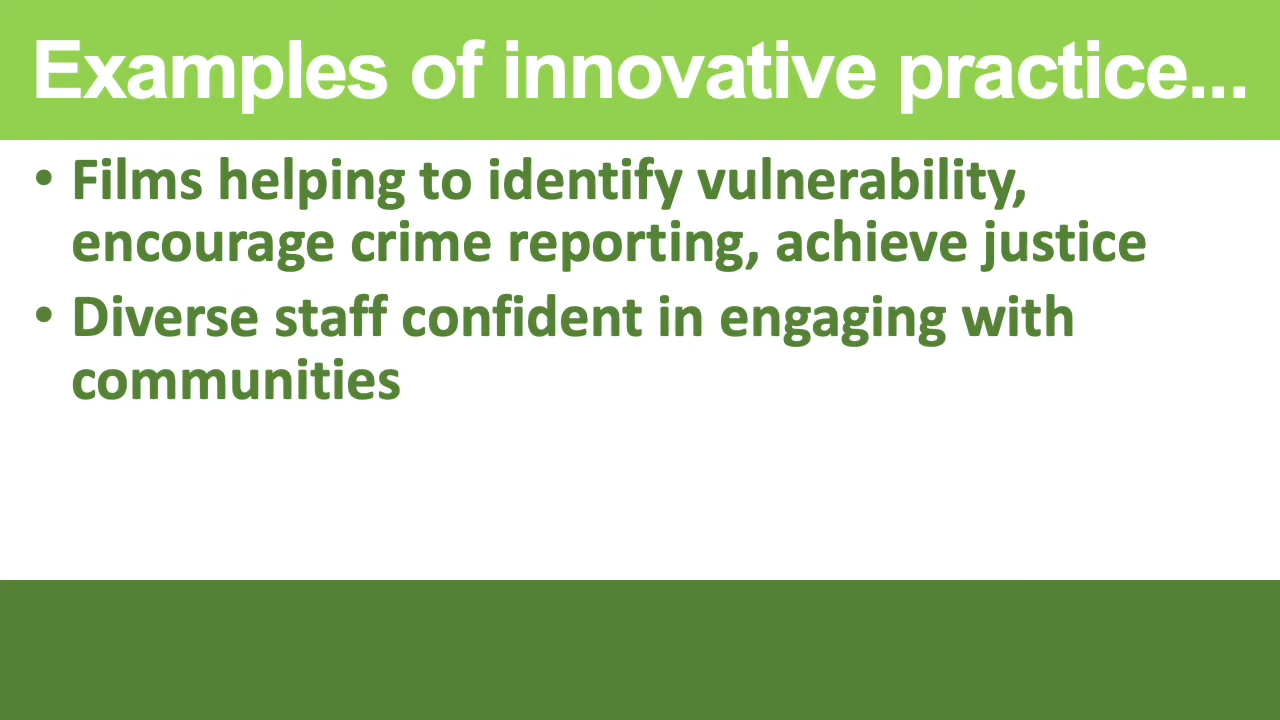 Examples of innovative practice...
• Films helping to identify vulnerability,
encourage crime reporting, achieve justice
• Diverse staff confident in engaging with
communities